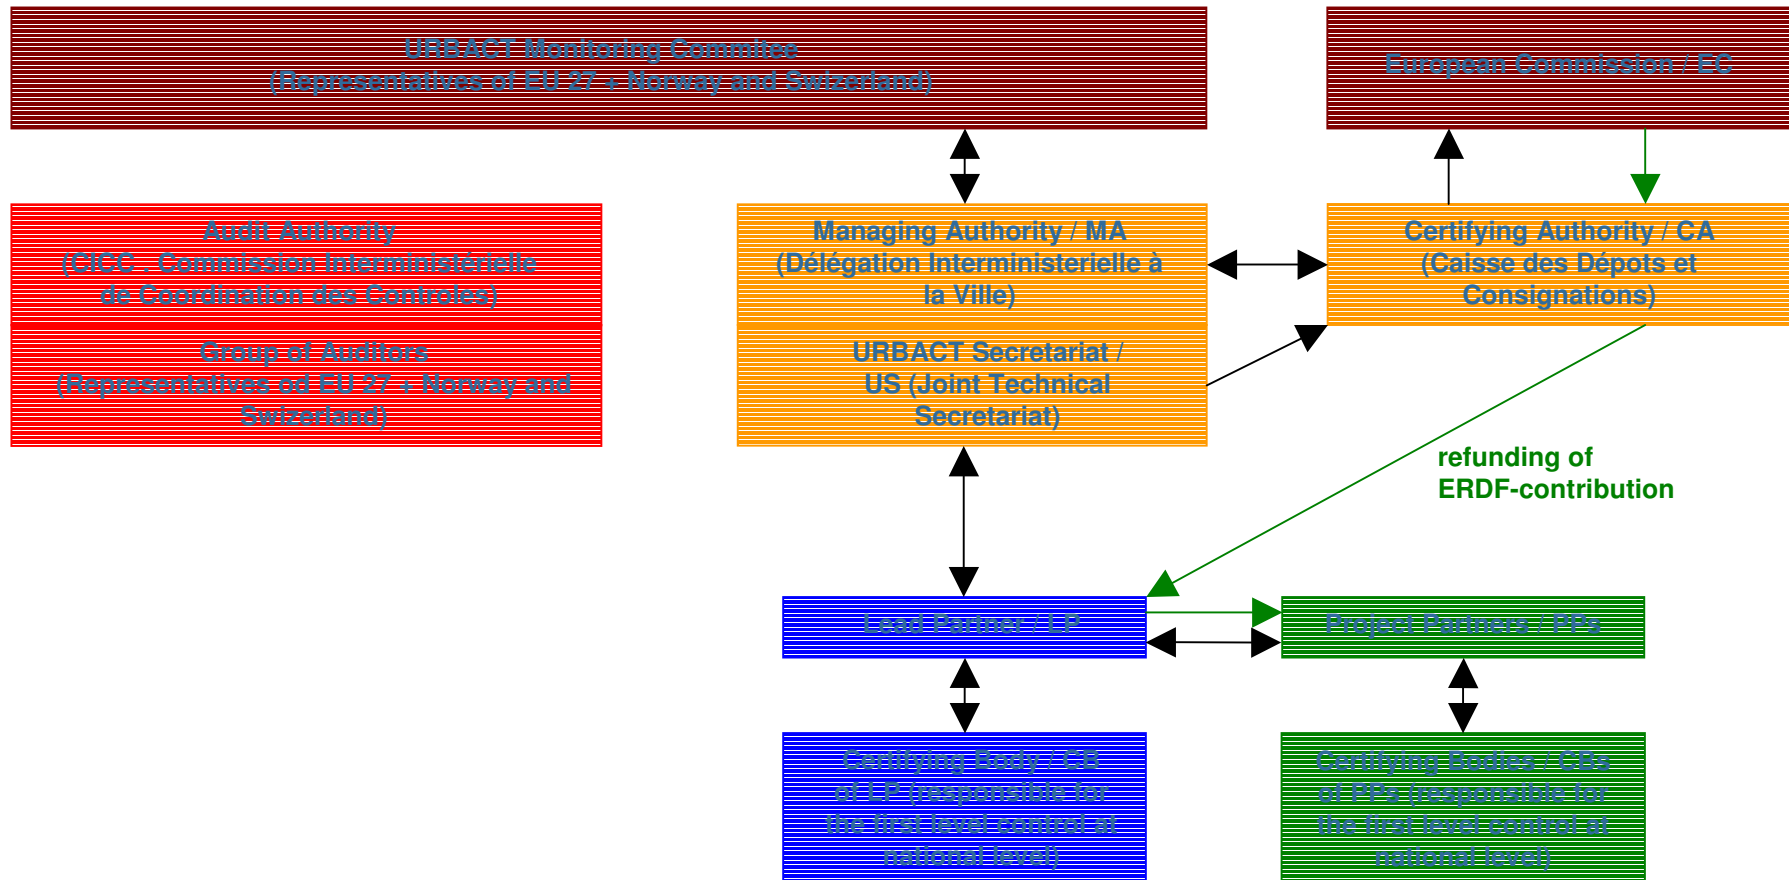 URBACT Monitoring Commitee
(Representatives of EU 27 + Norway and Swizerland)
European Commission / EC
Audit Authority
(CICC - Commission Interministérielle
de Coordination des Controles)
Managing Authority / MA
(Délégation Interministerielle à
la Ville)
Certifying Authority / CA
(Caisse des Dépots et
Consignations)
Group of Auditors
(Representatives od EU 27 + Norway and
Swizerland)
URBACT Secretariat /
US (Joint Technical
Secretariat)
refunding of
ERDF-contribution
Lead Partner / LP
Project Partners / PPs
Certifying Body / CB
of LP (responsible for
the first level control at
national level)
Certifying Bodies / CBs
of PPs (responsible for
the first level control at
national level)